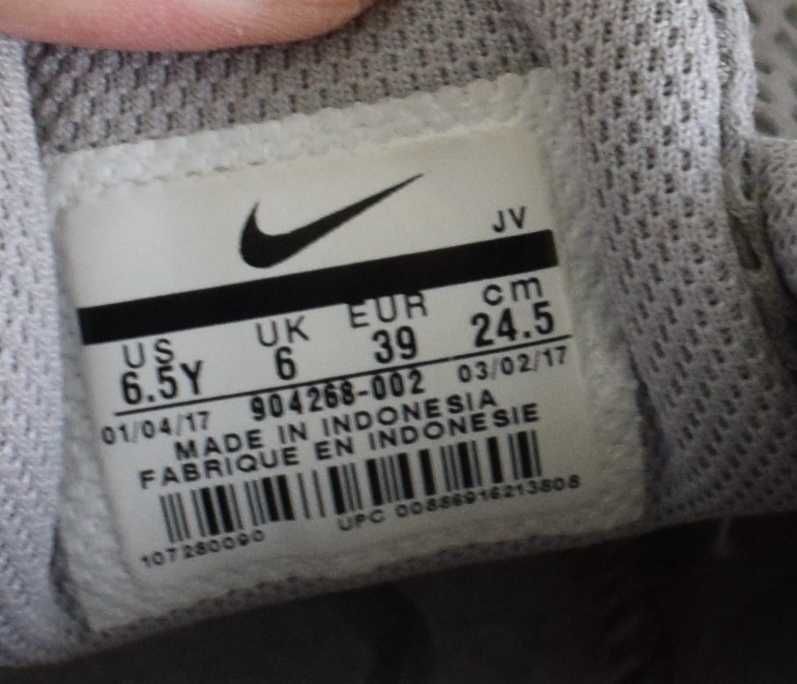 JV
US UK EUR cm
6.5Y 6 39 24.5
01/04/17 904268-002 03/02/17
MADE IN INDONESIA
FABRIQUE EN INDONESIE
107280090 UPC 00886916213808